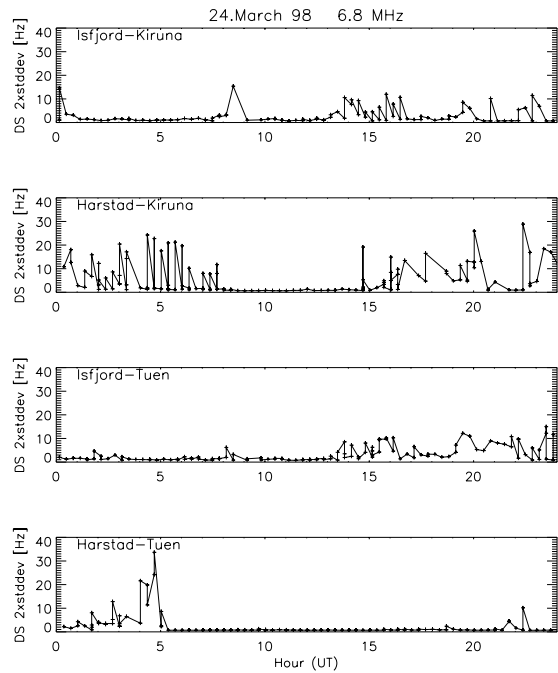 24.March 98 6.8 MHz
Isfjord-Kiruna
DS 2xstddev [Hz]
40
30
20
10
0
0 5 10 15 20
Harstad-Kiruna
DS 2xstddev [Hz]
40
30
20
10
0
0 5 10 15 20
Isfjord-Tuen
DS 2xstddev [Hz]
40
30
20
10
0
0 5 10 15 20
Harstad-Tuen
DS 2xstddev [Hz]
40
30
20
10
0
0 5 10 15 20
Hour (UT)